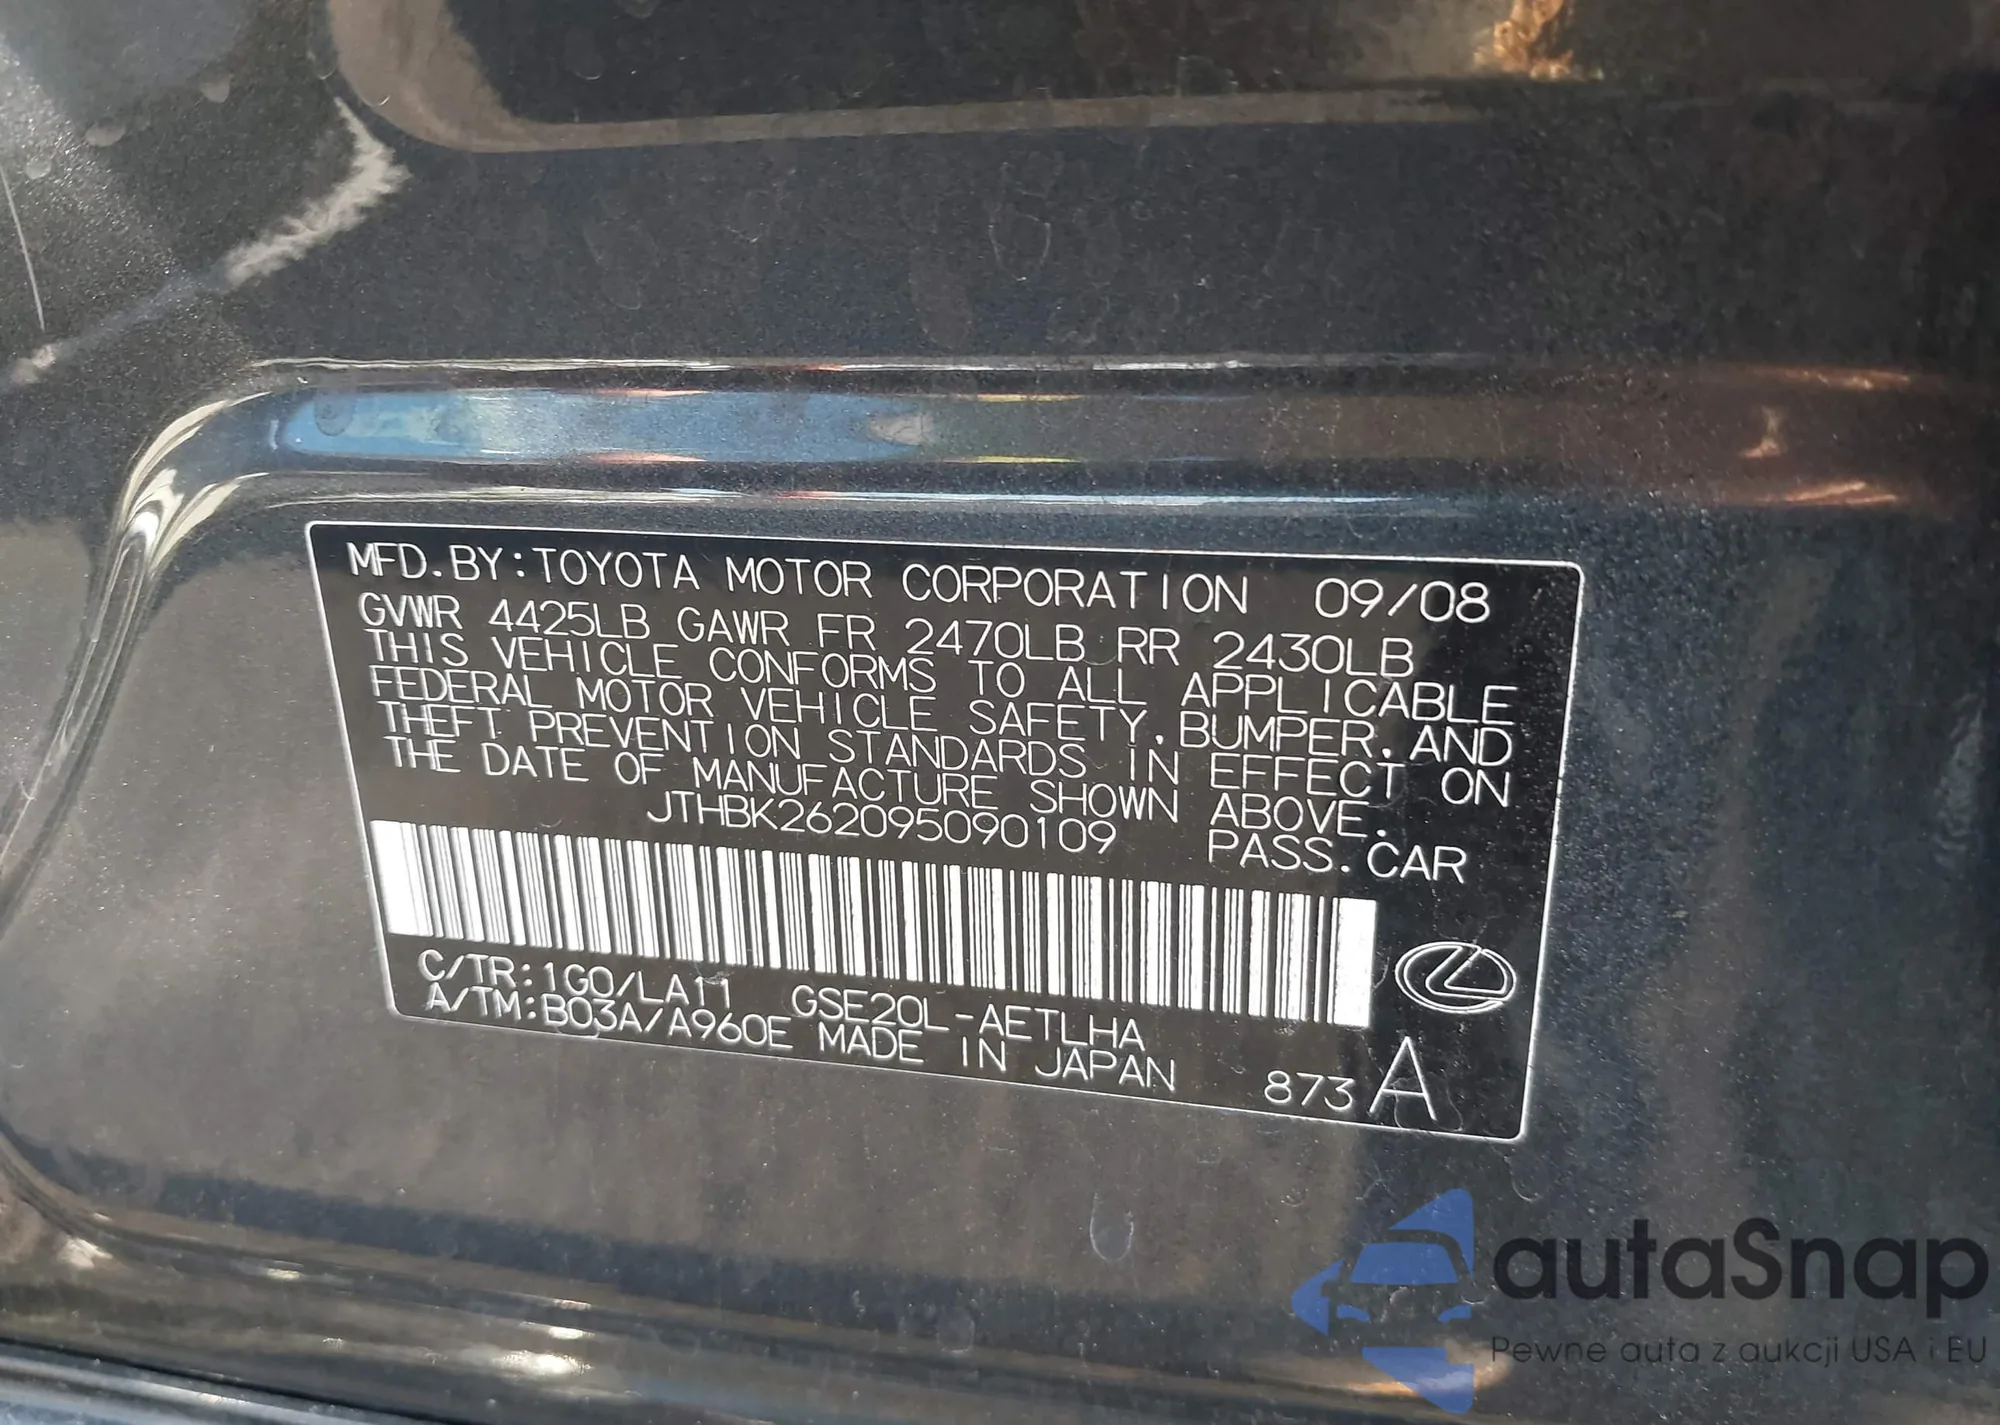 MFD.BY:TOYOTA MOTOR CORPORATION 09/08
GVWR 4425LB GAWR FR 2470LB RR 2430LB
THIS VEHICLE CONFORMS TO ALL APPLICABLE
FEDERAL MOTOR VEHICLE SAFETY, BUMPER, AND
THEFT PREVENTION STANDARDS IN EFFECT ON
THE DATE OF MANUFACTURE SHOWN ABOVE.
JTHBK262095090109 PASS.CAR
C/TR:1G0/LA11 GSE20L-AETLHA
A/TM:B03A/A960E MADE IN JAPAN 873 A
autaSnap
Pewne auta z aukcji USA i EU